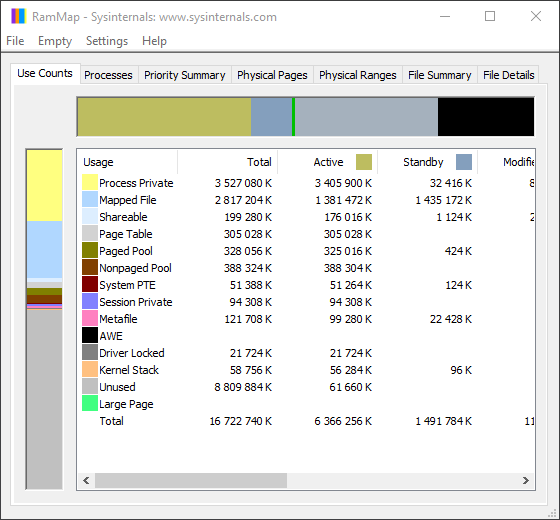 RamMap - Sysinternals: www.sysinternals.com
File Empty Settings Help
Use Counts Processes Priority Summary Physical Pages Physical Ranges File Summary File Details
Usage Total Active Standby Modifie
Process Private 3 527 080 K 3 405 900 K 32 416 K 8
Mapped File 2 817 204 K 1 381 472 K 1 435 172 K
Shareable 199 280 K 176 016 K 1 124 K 2
Page Table 305 028 K 305 028 K
Paged Pool 328 056 K 325 016 K 424 K
Nonpaged Pool 388 324 K 388 304 K
System PTE 51 388 K 51 264 K 124 K
Session Private 94 308 K 94 308 K
Metafile 121 708 K 99 280 K 22 428 K
AWE
Driver Locked 21 724 K 21 724 K
Kernel Stack 58 756 K 56 284 K 96 K
Unused 8 809 884 K 61 660 K
Large Page
Total 16 722 740 K 6 366 256 K 1 491 784 K 11